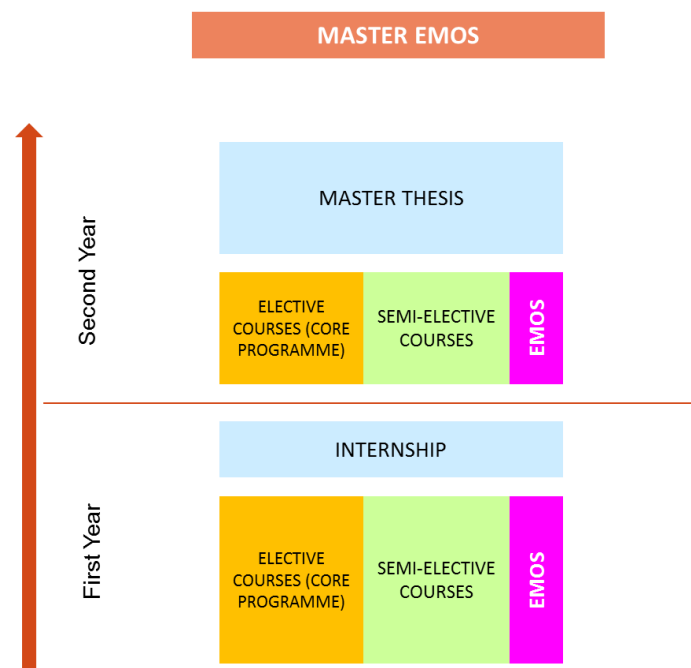 MASTER EMOS
Second Year
MASTER THESIS
ELECTIVE
COURSES (CORE
PROGRAMME)
SEMI-ELECTIVE
COURSES
EMOS
First Year
INTERNSHIP
ELECTIVE
COURSES (CORE
PROGRAMME)
SEMI-ELECTIVE
COURSES
EMOS